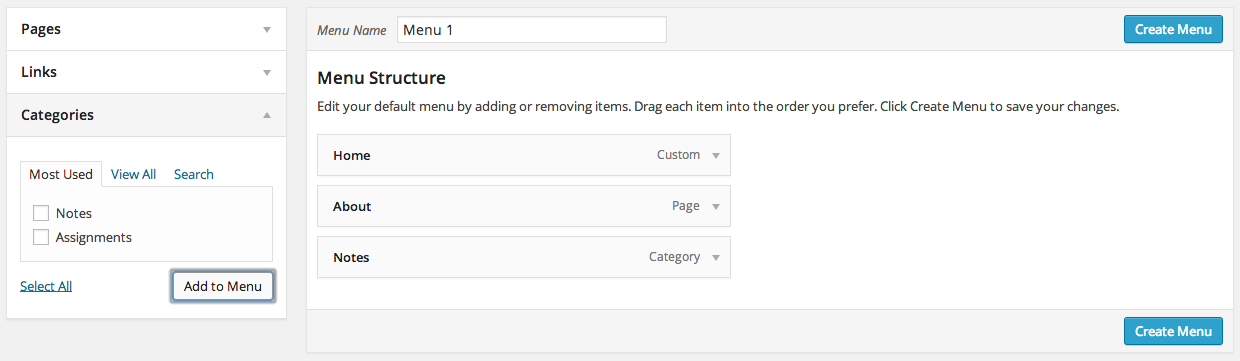 Pages
Links
Categories
Most Used View All Search
Notes
Assignments
Select All Add to Menu
Menu Name Menu 1 Create Menu
Menu Structure
Edit your default menu by adding or removing items. Drag each item into the order you prefer. Click Create Menu to save your changes.
Home Custom
About Page
Notes Category
Create Menu